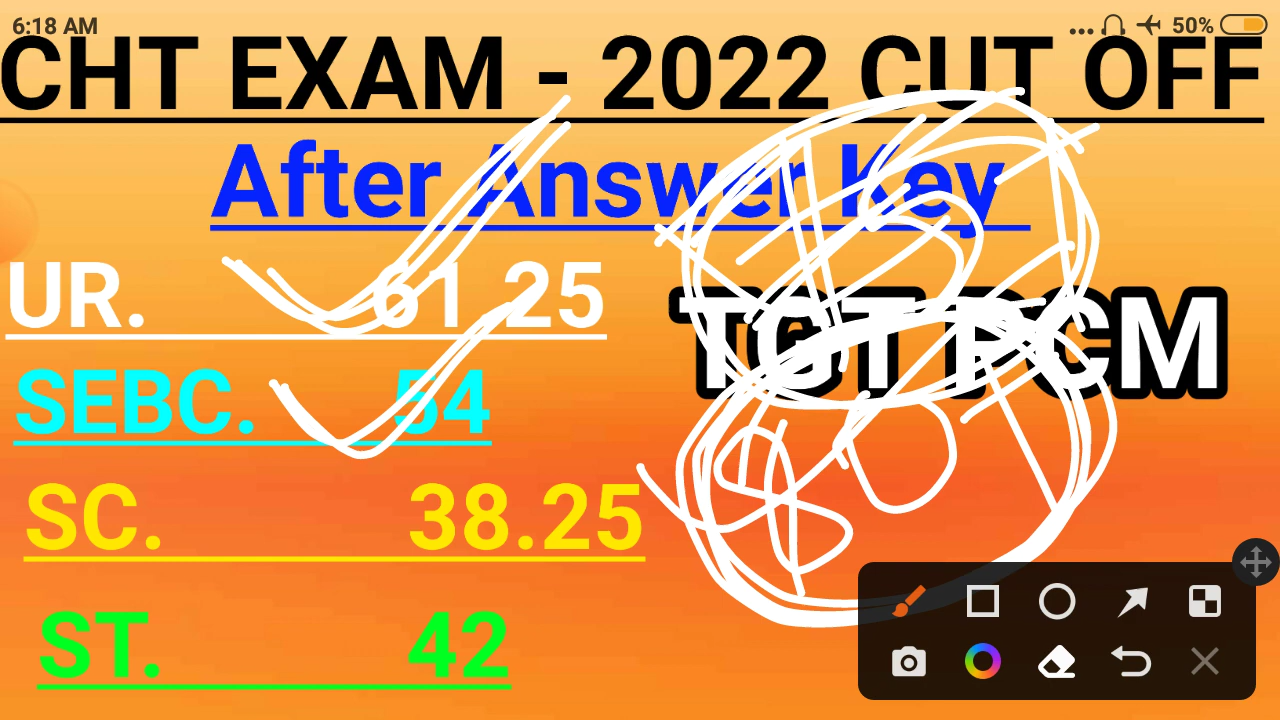 6:18 AM ... 50%
CHT EXAM - 2022 CUT OFF
After Answer Key
UR. 61.25
TGT PCM
SEBC. 54
SC. 38.25
ST. 42